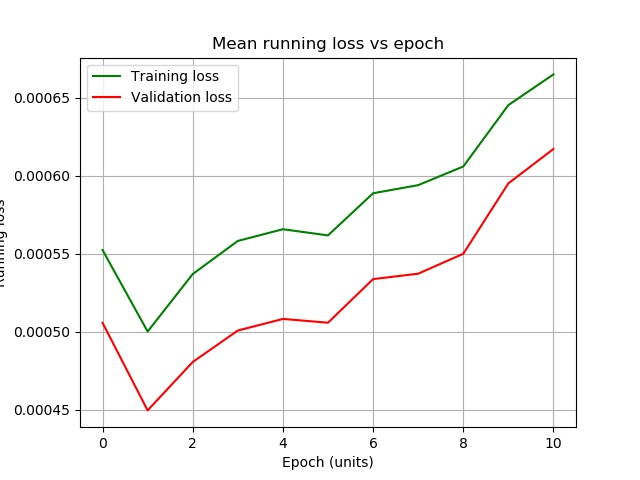 Mean running loss vs epoch
Training loss
Validation loss
0.00065
0.00060
0.00055
0.00050
0.00045
Running loss
0 2 4 6 8 10
Epoch (units)